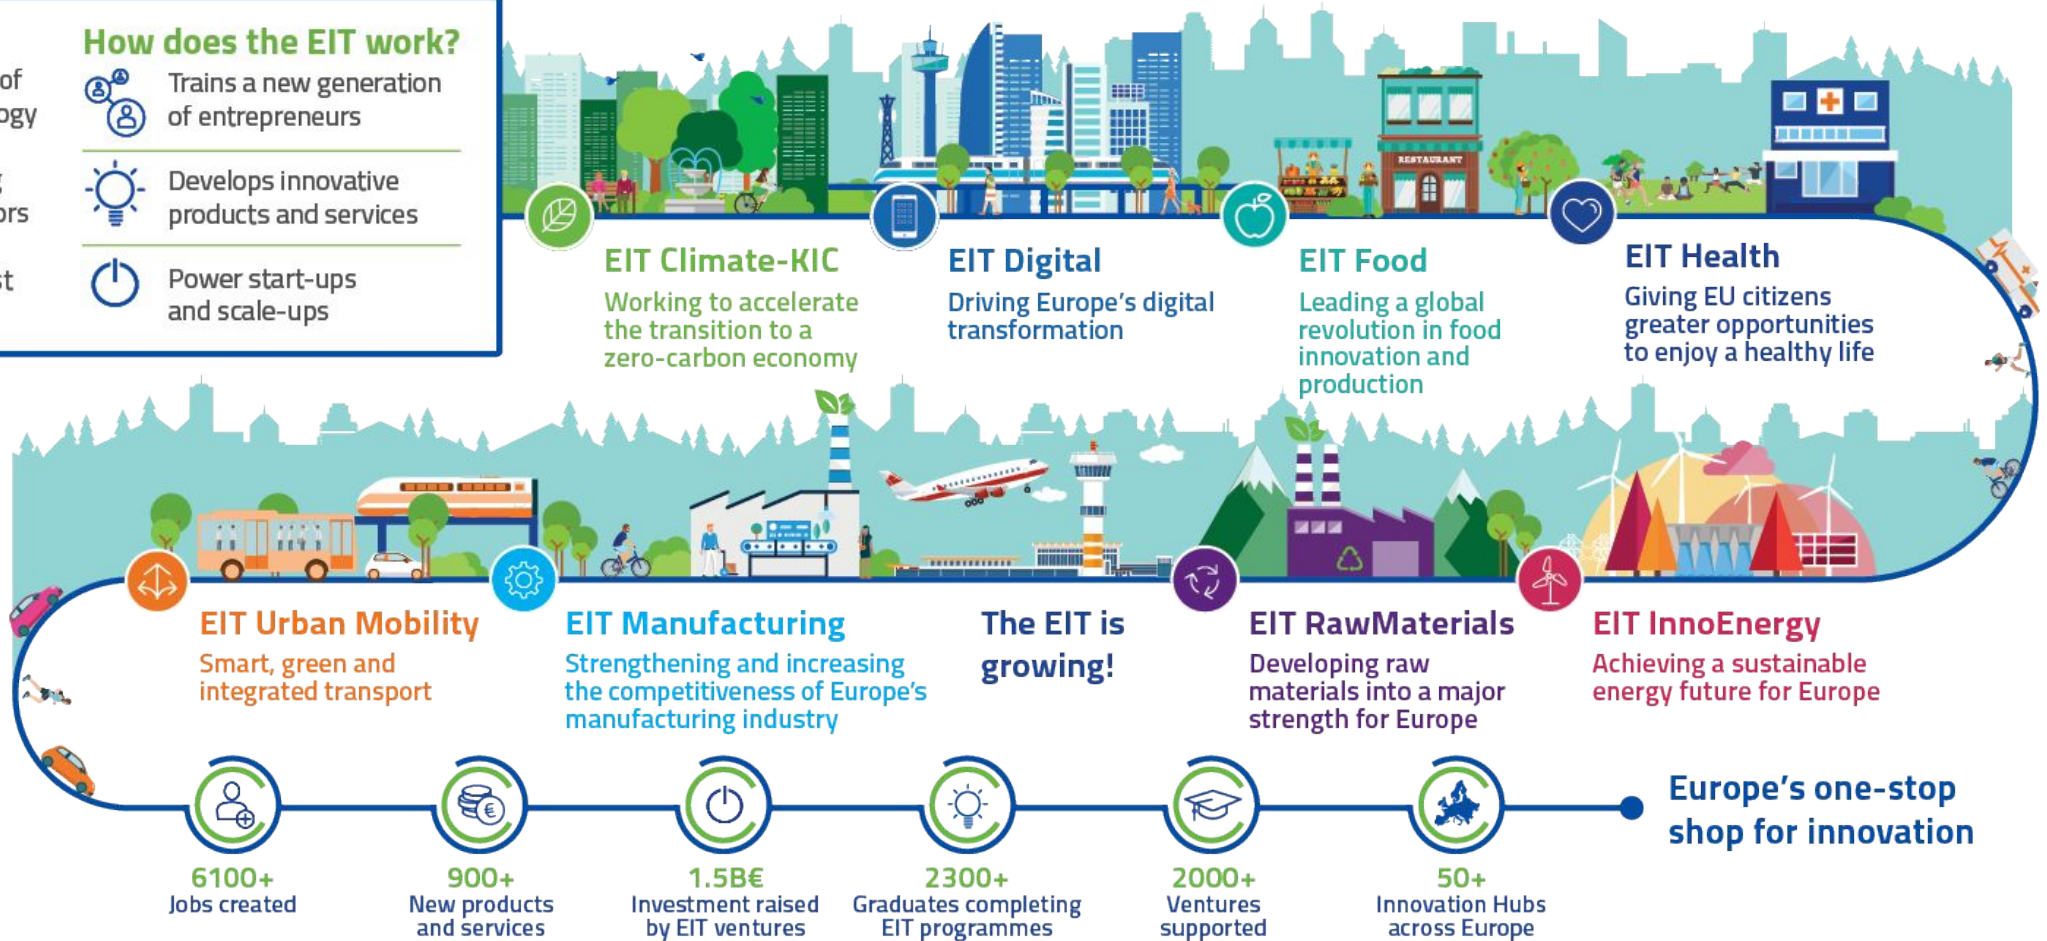 of
ogy
ors
st
How does the EIT work?
Trains a new generation
of entrepreneurs
Develops innovative
products and services
Power start-ups
and scale-ups
RESTAURANT
EIT Climate-KIC
Working to accelerate
the transition to a
zero-carbon economy
EIT Digital
Driving Europe's digital
transformation
EIT Food
Leading a global
revolution in food
innovation and
production
EIT Health
Giving EU citizens
greater opportunities
to enjoy a healthy life
EIT Urban Mobility
Smart, green and
integrated transport
EIT Manufacturing
Strengthening and increasing
the competitiveness of Europe's
manufacturing industry
The EIT is
growing!
EIT RawMaterials
Developing raw
materials into a major
strength for Europe
EIT InnoEnergy
Achieving a sustainable
energy future for Europe
6100+
Jobs created
900+
New products
and services
1.5B€
Investment raised
by EIT ventures
2300+
Graduates completing
EIT programmes
2000+
Ventures
supported
50+
Innovation Hubs
across Europe
Europe's one-stop
shop for innovation